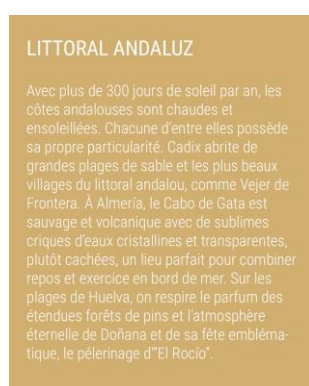 LITTORAL ANDALUZ
Avec plus de 300 jours de soleil par an, les
côtes andalouses sont chaudes et
ensoleillées. Chacune d'entre elles possède
sa propre particularité. Cadix abrite de
grandes plages de sable et les plus beaux
villages du littoral andalou, comme Vejer de
Frontera. À Almería, le Cabo de Gata est
sauvage et volcanique avec de sublimes
criques d'eaux cristallines et transparentes,
plutôt cachées, un lieu parfait pour combiner
repos et exercice en bord de mer. Sur les
plages de Huelva, on respire le parfum des
étendues forêts de pins et l'atmosphère
éternelle de Doñana et de sa fête embléma-
tique, le pélerinage d'"El Rocío".